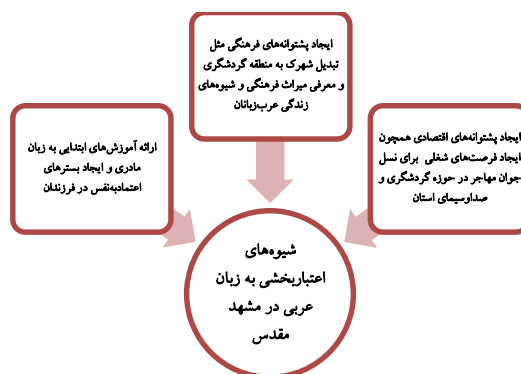 ایجاد پشتوانه‌های فرهنگی مثل
تبدیل شهرک به منطقه گردشگری
و معرفی میراث فرهنگی و شیوه‌های
زندگی عرب‌زبانان
ایجاد پشتوانه‌های اقتصادی همچون
ایجاد فرصت‌های شغلی برای نسل
جوان مهاجر در حوزه گردشگری و
صداوسیمای استان
ارائه آموزش‌های ابتدایی به زبان
مادری و ایجاد بسترهای
اعتمادبه‌نفس در فرزندان
شیوه‌های
اعتباربخشی به زبان
عربی در مشهد
مقدس